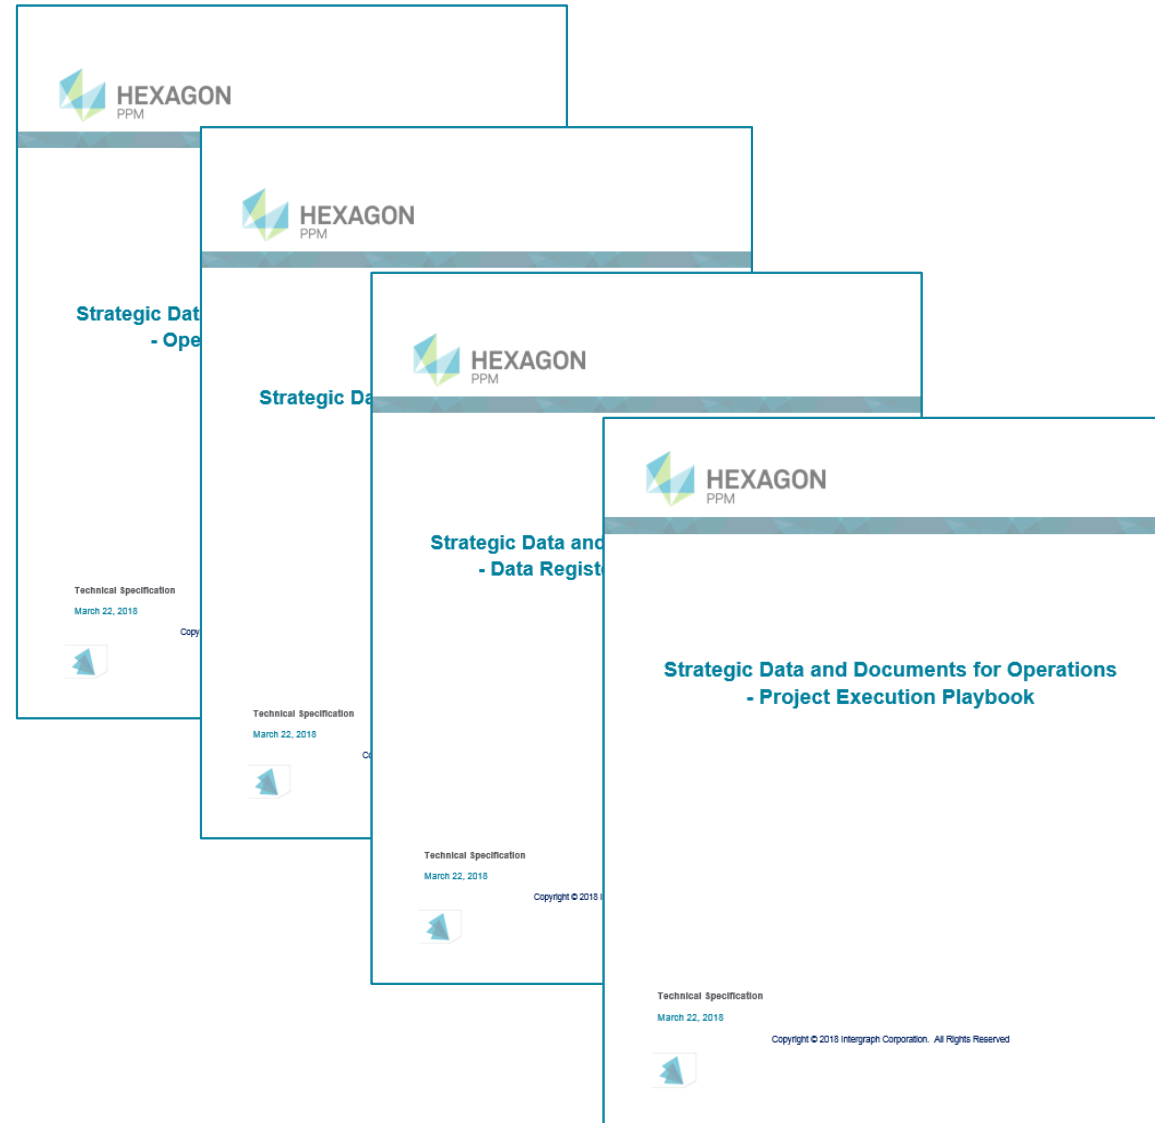 HEXAGON
PPM
Strategic Dat
- Ope
Technical Specification
March 22, 2018
Copy
HEXAGON
PPM
Strategic Da
Technical Specification
March 22, 2018
Co
HEXAGON
PPM
Strategic Data and
- Data Regist
Technical Specification
March 22, 2018
Copyright © 2018 I
HEXAGON
PPM
Strategic Data and Documents for Operations
- Project Execution Playbook
Technical Specification
March 22, 2018
Copyright © 2018 Intergraph Corporation. All Rights Reserved